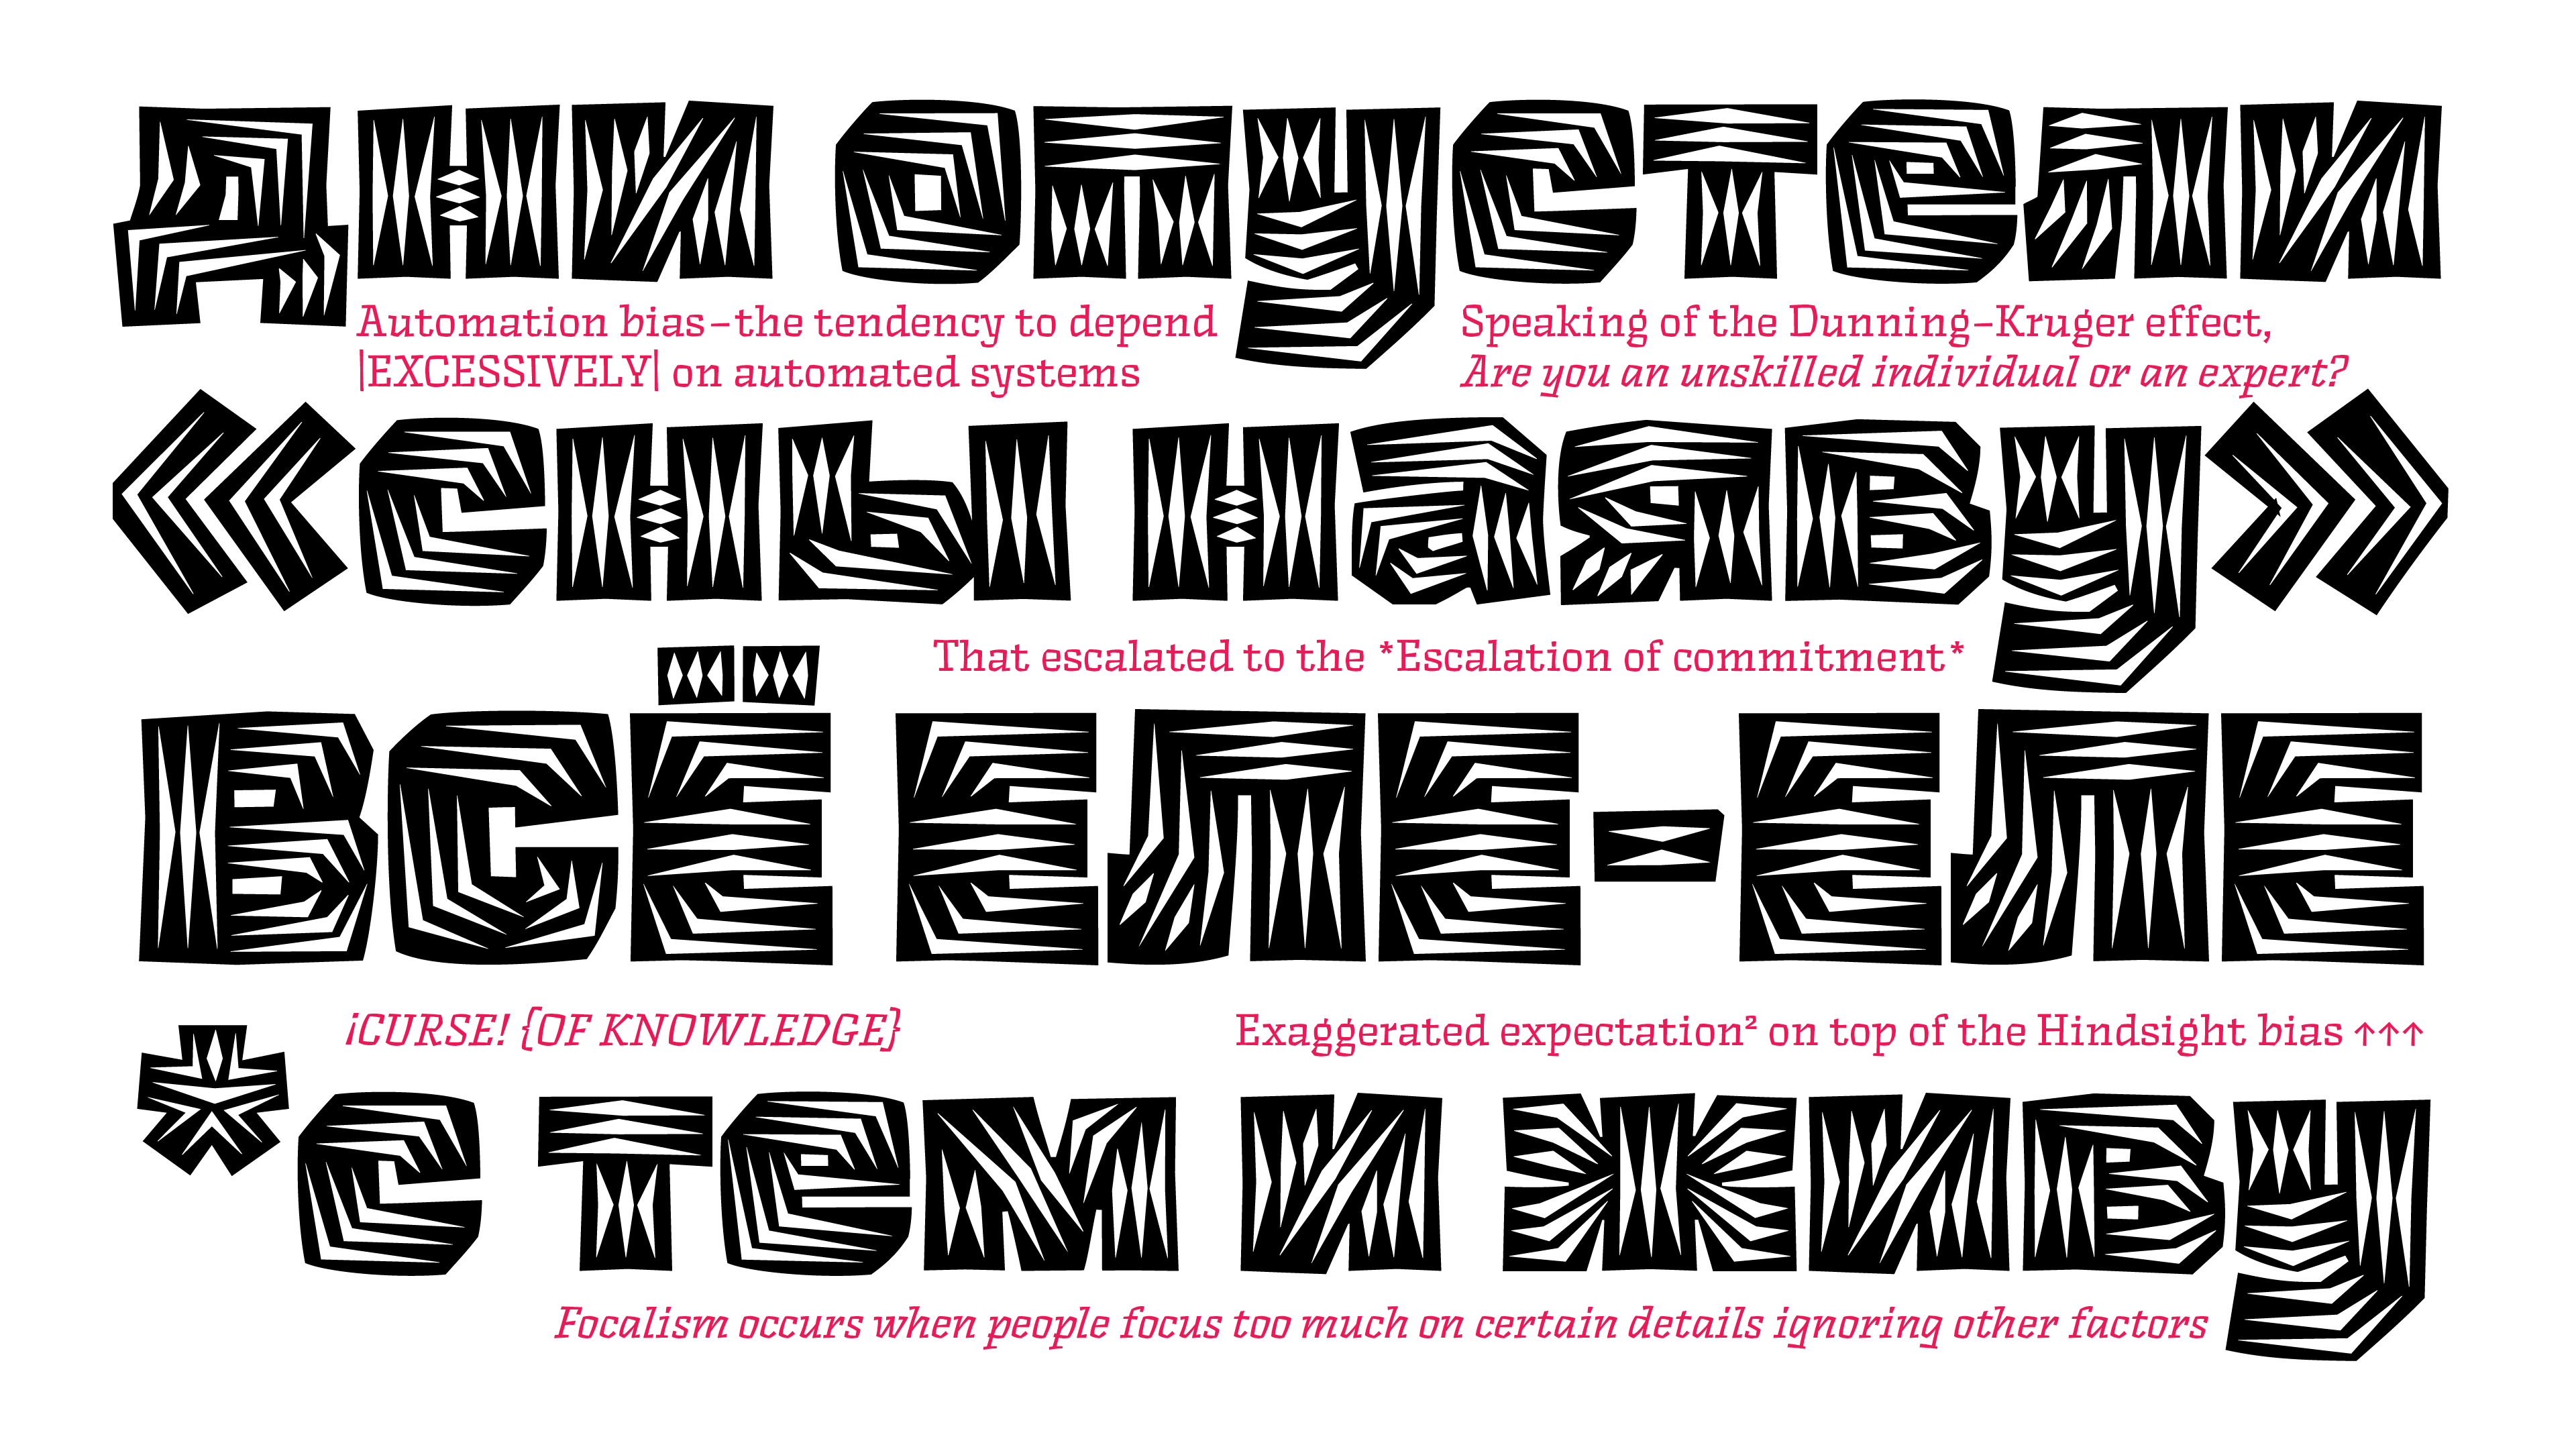 дни опустели
Automation bias–the tendency to depend
|EXCESSIVELY| on automated systems
Speaking of the Dunning–Kruger effect,
Are you an unskilled individual or an expert?
«сны наяву»
That escalated to the *Escalation of commitment*
ВСЁ ЕЛЕ-ЕЛЕ
¡CURSE! {OF KNOWLEDGE}
Exaggerated expectation² on top of the Hindsight bias ↑↑↑
*с тем и живу
Focalism occurs when people focus too much on certain details ignoring other factors